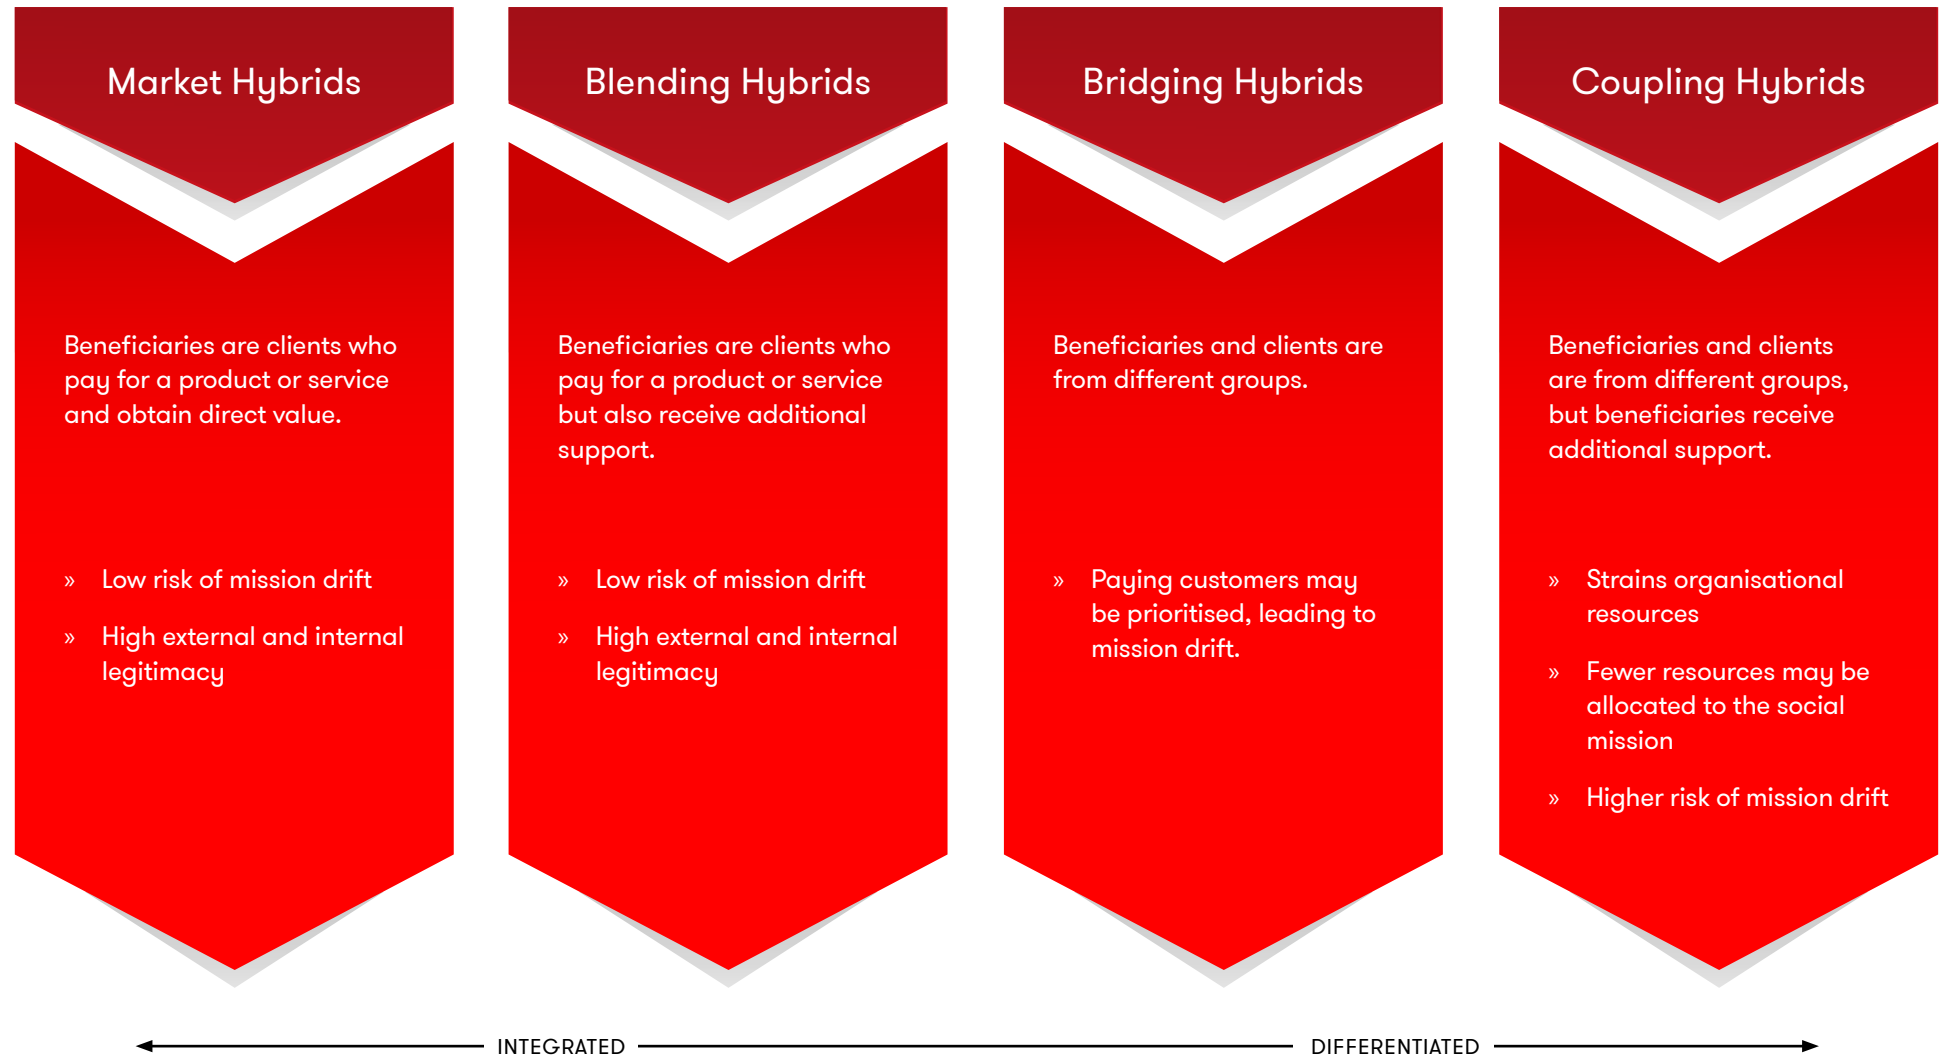 Market Hybrids
Beneficiaries are clients who
pay for a product or service
and obtain direct value.
» Low risk of mission drift
» High external and internal
legitimacy
Blending Hybrids
Beneficiaries are clients who
pay for a product or service
but also receive additional
support.
» Low risk of mission drift
» High external and internal
legitimacy
Bridging Hybrids
Beneficiaries and clients are
from different groups.
» Paying customers may
be prioritised, leading to
mission drift.
Coupling Hybrids
Beneficiaries and clients
are from different groups,
but beneficiaries receive
additional support.
» Strains organisational
resources
» Fewer resources may be
allocated to the social
mission
» Higher risk of mission drift
INTEGRATED
DIFFERENTIATED